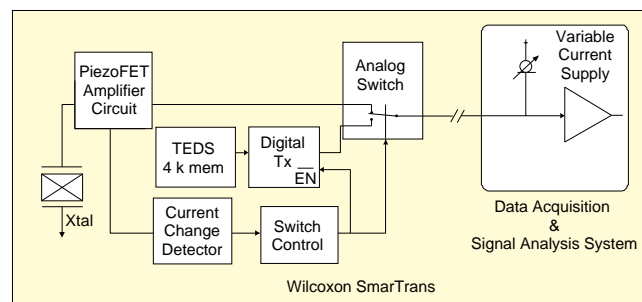 PiezoFET
Amplifier
Circuit
Analog
Switch
Variable
Current
Supply
TEDS
4 k mem
Digital
Tx
EN
Xtal
Current
Change
Detector
Switch
Control
Data Acquisition
&
Signal Analysis System
Wilcoxon SmarTrans